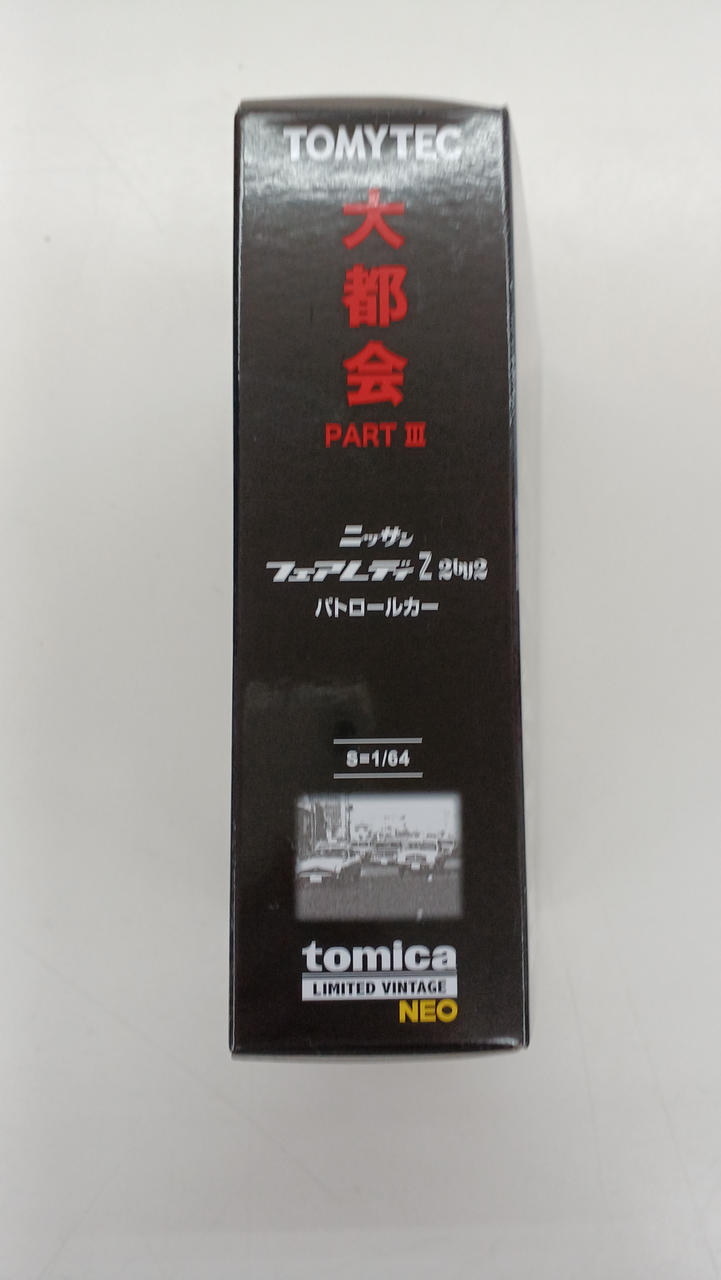 TOMYTEC
大都会
PART III
ニッサン
フェアレディZ 2by2
パトロールカー
S=1/64
tomica
LIMITED VINTAGE
NEO